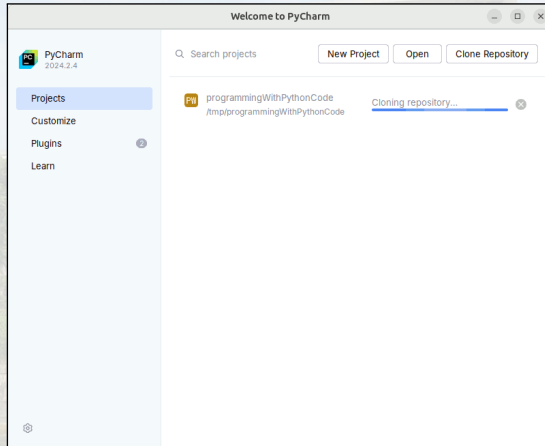 Welcome to PyCharm
PC
PyCharm
2024.2.4
Search projects
New Project
Open
Clone Repository
Projects
Customize
Plugins
2
Learn
PW
programmingWithPythonCode
/tmp/programmingWithPythonCode
Cloning repository...